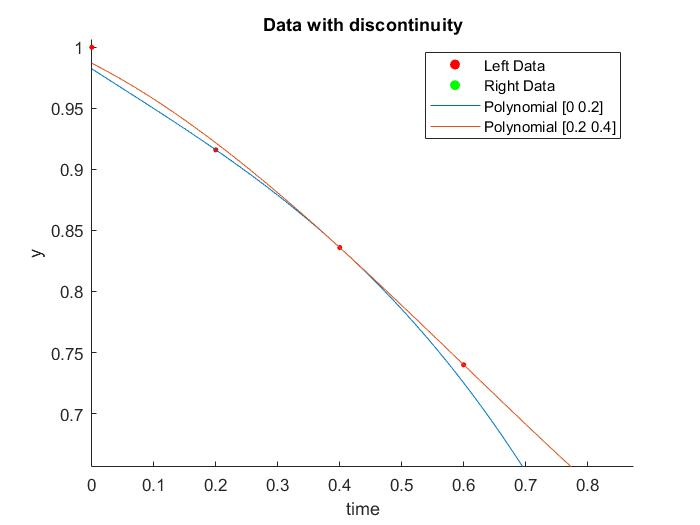 Data with discontinuity
Left Data
Right Data
Polynomial [0 0.2]
Polynomial [0.2 0.4]
1
0.95
0.9
0.85
0.8
0.75
0.7
y
0
0.1
0.2
0.3
0.4
0.5
0.6
0.7
0.8
time